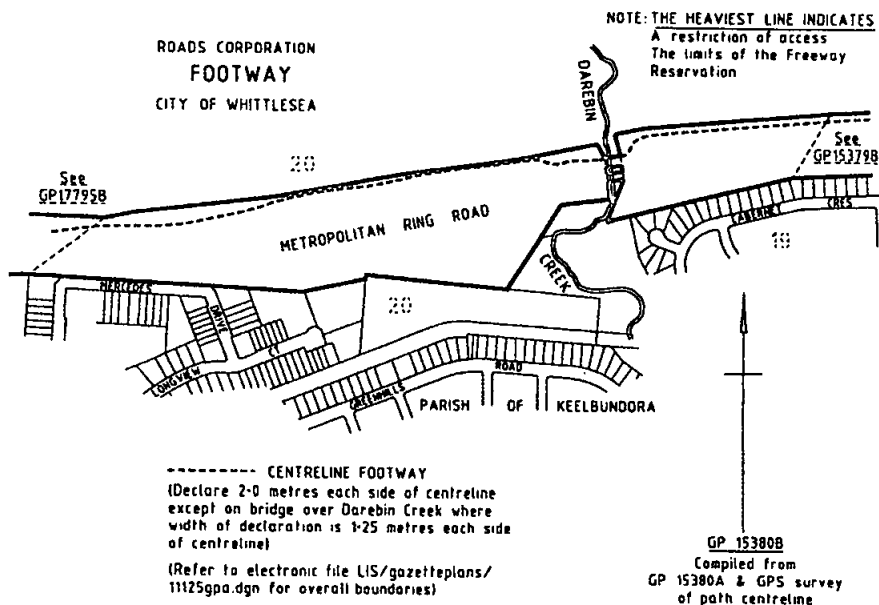 ROADS CORPORATION
FOOTWAY
CITY OF WHITTLESEA
NOTE: THE HEAVIEST LINE INDICATES
A restriction of access
The limits of the Freeway
Reservation
DAREBIN
See
GP17795B
20
See
GP15379B
METROPOLITAN RING ROAD
CABERNET
CRES
19
CREEK
MERCEDES
DRIVE
20
CT
LONGVIEW
GREENHILLS
ROAD
PARISH OF KEELBUNDORA
CENTRELINE FOOTWAY
(Declare 2·0 metres each side of centreline
except on bridge over Darebin Creek where
width of declaration is 1·25 metres each side
of centreline)
(Refer to electronic file LIS/gazetteplans/
11125gpa.dgn for overall boundaries)
GP 15380B
Compiled from
GP 15380A & GPS survey
of path centreline